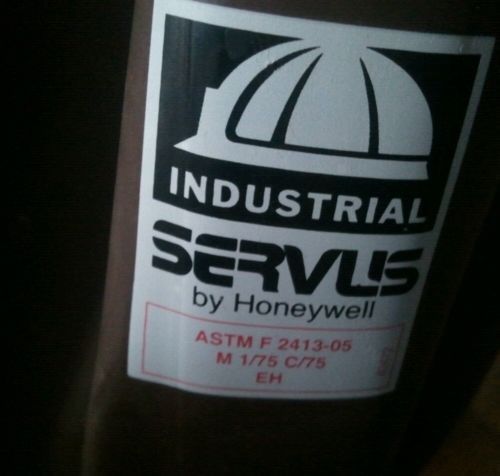 INDUSTRIAL
SERVUS
by Honeywell
ASTM F 2413-05
M 1/75 C/75
EH